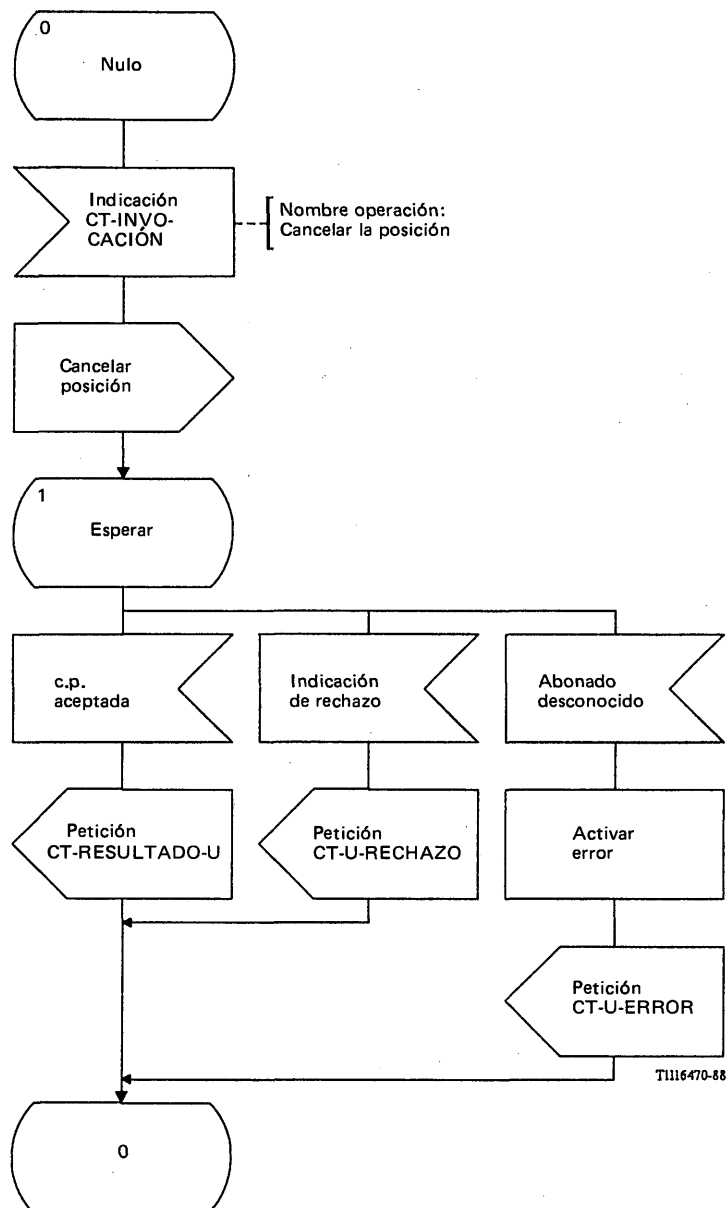 0
Nulo
Indicación
CT-INVO-
CACIÓN
Nombre operación:
Cancelar la posición
Cancelar
posición
1
Esperar
c.p.
aceptada
Indicación
de rechazo
Abonado
desconocido
Petición
CT-RESULTADO-U
Petición
CT-U-RECHAZO
Activar
error
Petición
CT-U-ERROR
T1116470-88
0